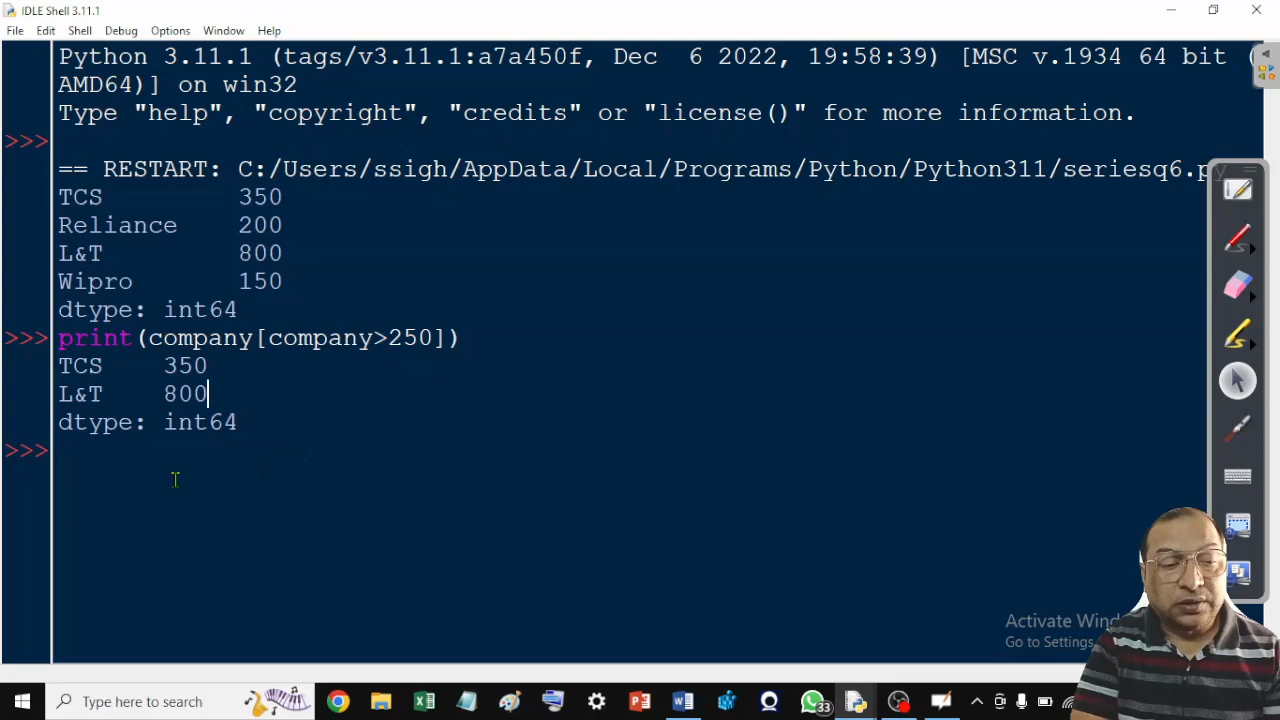 IDLE Shell 3.11.1
File Edit Shell Debug Options Window Help
Python 3.11.1 (tags/v3.11.1:a7a450f, Dec  6 2022, 19:58:39) [MSC v.1934 64 bit (
AMD64)] on win32
Type "help", "copyright", "credits" or "license()" for more information.
>>>
== RESTART: C:/Users/ssigh/AppData/Local/Programs/Python/Python311/seriesq6.py
TCS         350
Reliance    200
L&T         800
Wipro       150
dtype: int64
>>> print(company[company>250])
TCS    350
L&T    800
dtype: int64
>>>
Activate Wind
Go to Settings
Type here to search
33